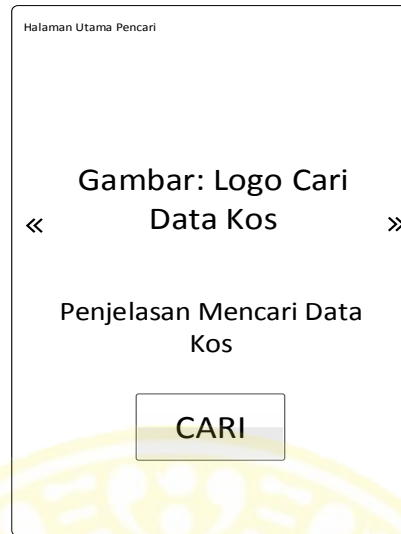 Halaman Utama Pencari
Gambar: Logo Cari
Data Kos
«
»
Penjelasan Mencari Data
Kos
CARI